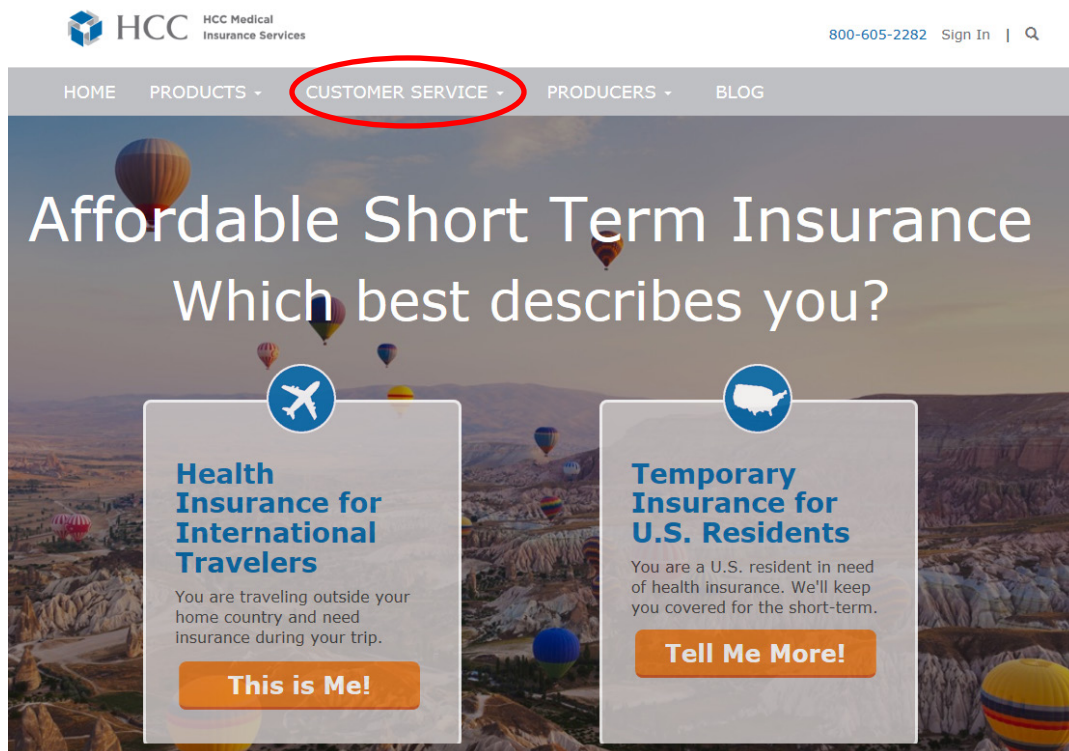 HCC
HCC Medical
Insurance Services
800-605-2282 Sign In |
HOME PRODUCTS CUSTOMER SERVICE PRODUCERS BLOG
Affordable Short Term Insurance
Which best describes you?
Health
Insurance for
International
Travelers
You are traveling outside your
home country and need
insurance during your trip.
This is Me!
Temporary
Insurance for
U.S. Residents
You are a U.S. resident in need
of health insurance. We'll keep
you covered for the short-term.
Tell Me More!